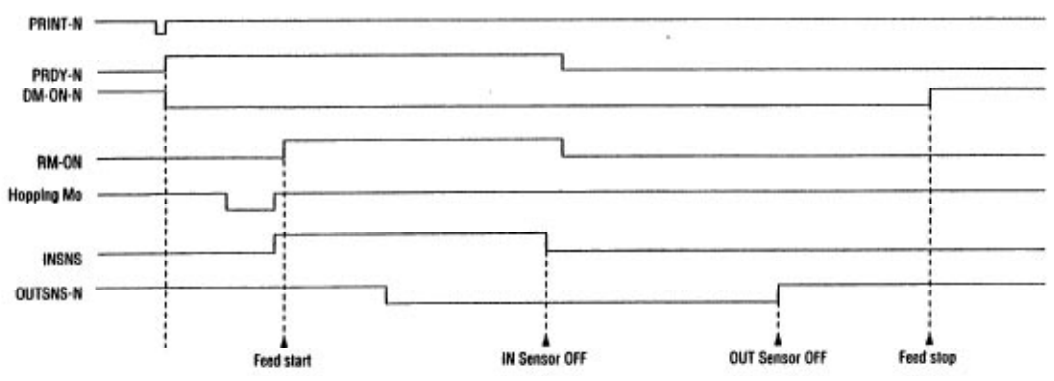 PRINT-N
PRDY-N
DM-ON-N
RM-ON
Hopping Mo
INSNS
OUTSNS-N
Feed start
IN Sensor OFF
OUT Sensor OFF
Feed stop